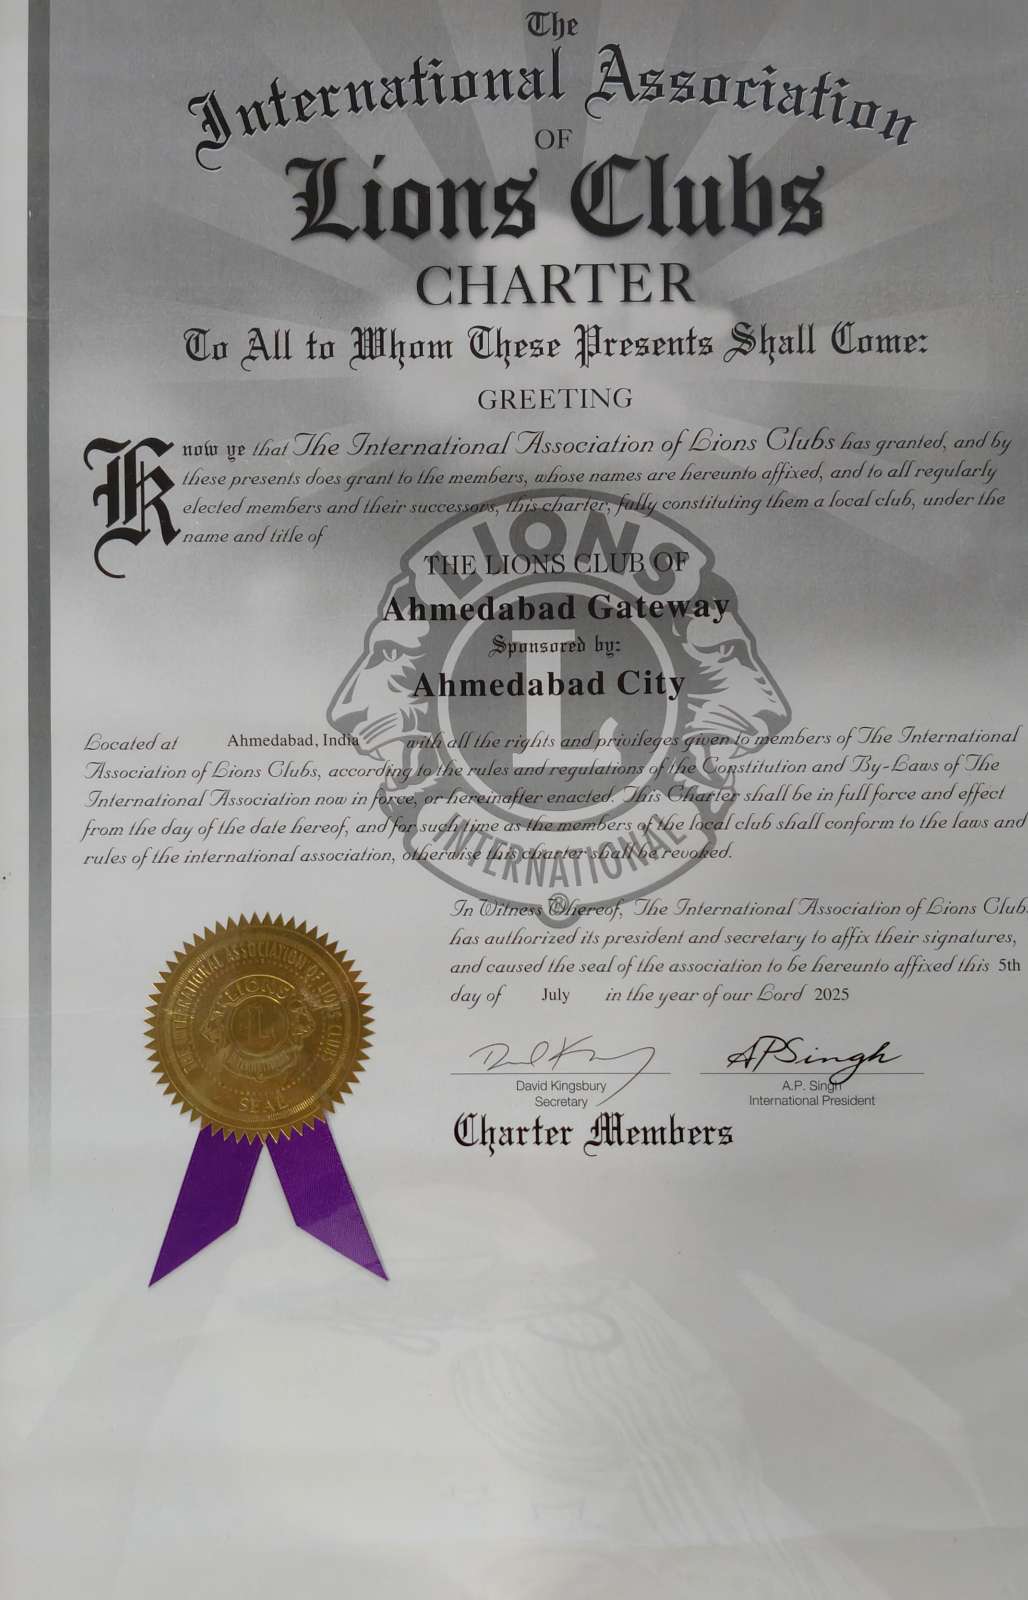 The
International Association
OF
Lions Clubs
CHARTER
To All to Whom These Presents Shall Come:
GREETING
Know ye that The International Association of Lions Clubs has granted, and by
these presents does grant to the members, whose names are hereunto affixed, and to all regularly
elected members and their successors, this charter, fully constituting them a local club, under the
name and title of
THE LIONS CLUB OF
Ahmedabad Gateway
Sponsored by:
Ahmedabad City
Located at Ahmedabad, India with all the rights and privileges given to members of The International
Association of Lions Clubs, according to the rules and regulations of the Constitution and By-Laws of The
International Association now in force, or hereinafter enacted. This Charter shall be in full force and effect
from the day of the date hereof, and for such time as the members of the local club shall conform to the laws and
rules of the international association, otherwise this charter shall be revoked.
LIONS
L
INTERNATIONAL
®
In Witness Whereof, The International Association of Lions Clubs
has authorized its president and secretary to affix their signatures,
and caused the seal of the association to be hereunto affixed this 5th
day of July in the year of our Lord 2025
APSingh
David Kingsbury
Secretary
A.P. Singh
International President
Charter Members
THE INTERNATIONAL ASSOCIATION OF LIONS CLUBS
LIONS
L
SEAL